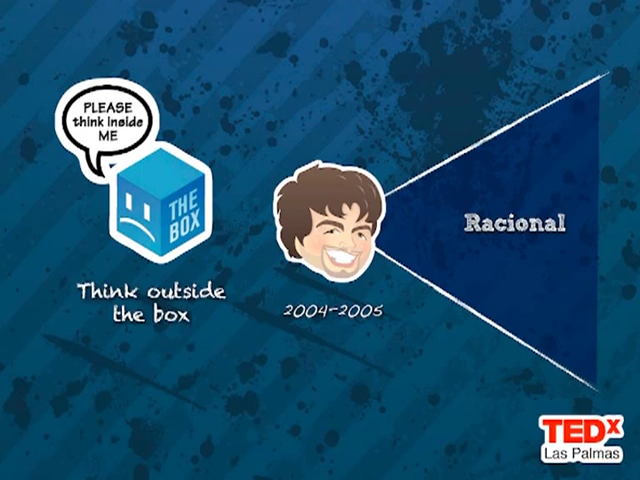 PLEASE
think inside
ME
THE
BOX
Think outside
the box
2004-2005
Racional
TEDx
Las Palmas